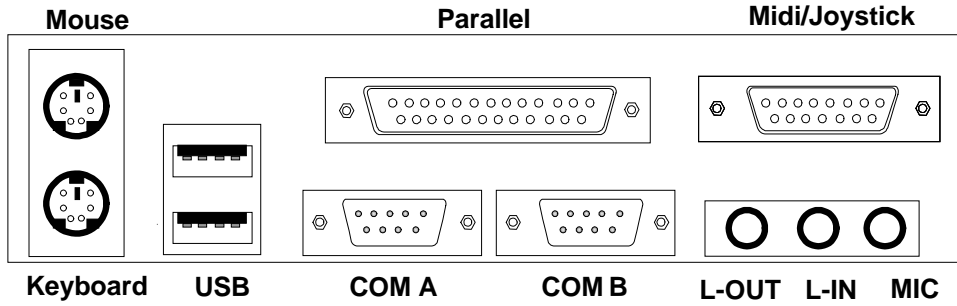 Mouse Parallel Midi/Joystick
Keyboard USB COM A COM B L-OUT L-IN MIC